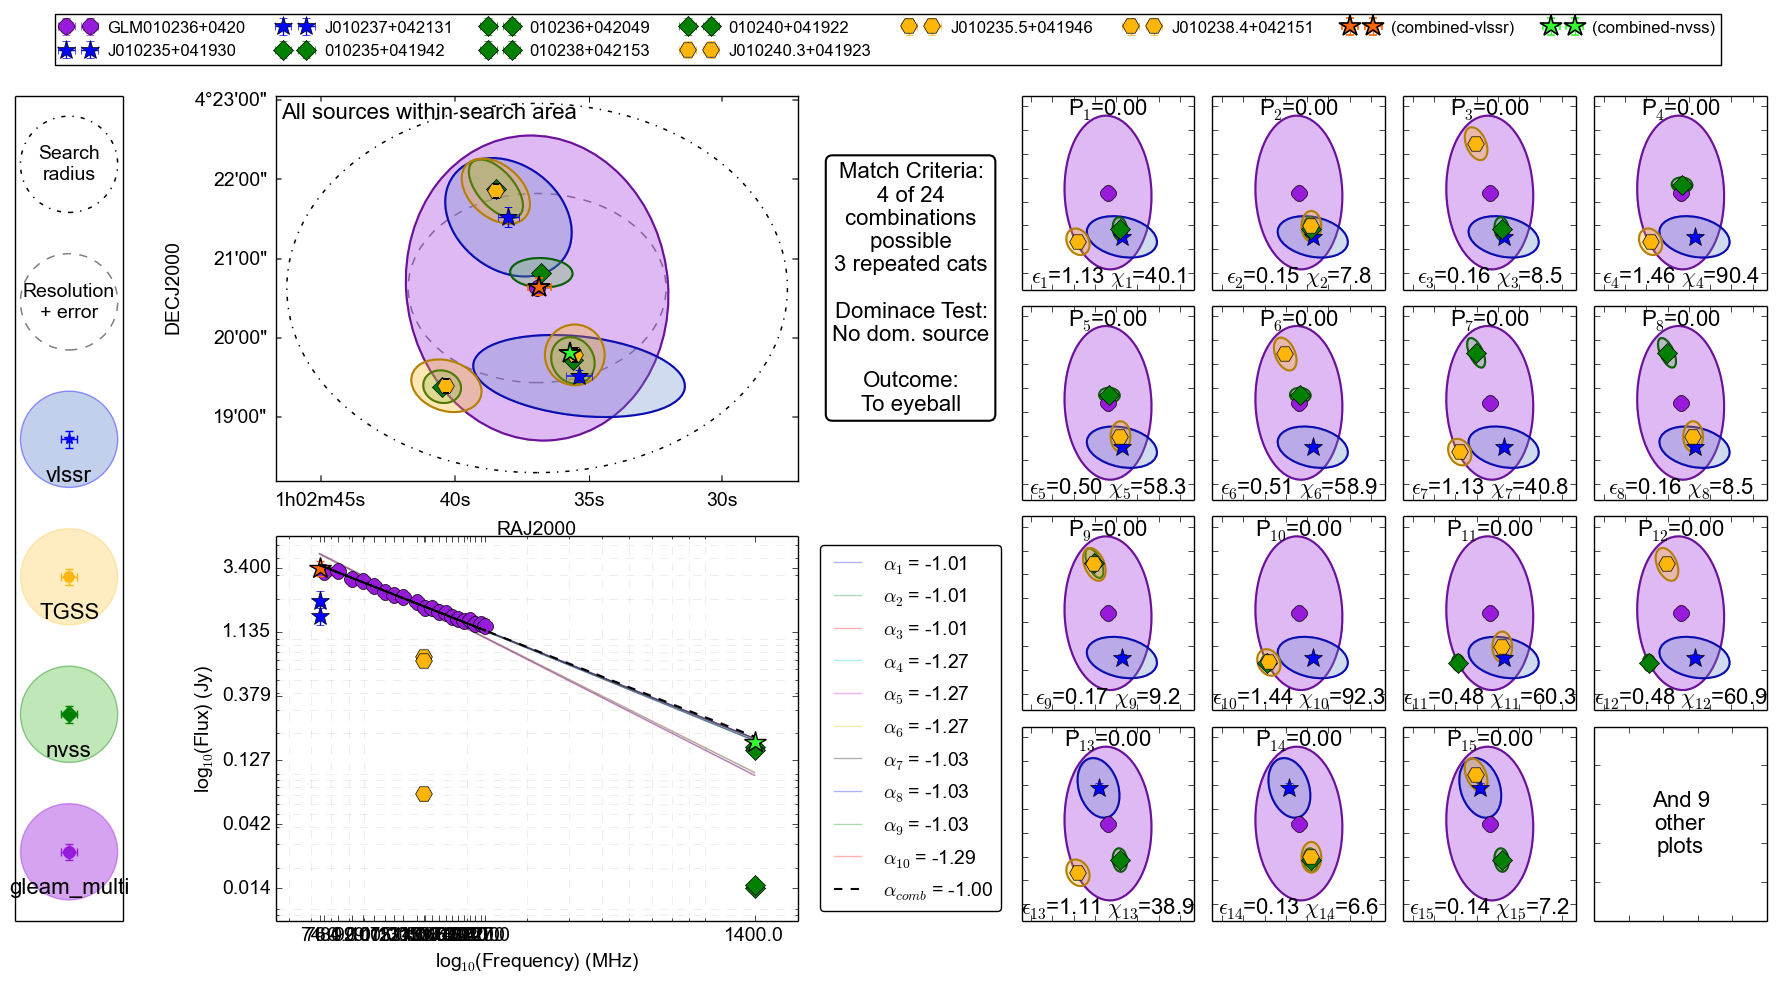 GLM010236+0420
J010237+042131
010236+042049
010240+041922
J010235.5+041946
J010238.4+042151
(combined-vlssr)
(combined-nvss)
J010235+041930
010235+041942
010238+042153
J010240.3+041923
Search
radius
Resolution
+ error
vlssr
TGSS
nvss
gleam_multi
All sources within search area
4°23'00"
22'00"
21'00"
20'00"
19'00"
DECJ2000
1h02m45s
40s
35s
30s
RAJ2000
Match Criteria:
4 of 24
combinations
possible
3 repeated cats
Dominace Test:
No dom. source
Outcome:
To eyeball
3.400
1.135
0.379
0.127
0.042
0.014
log10(Flux) (Jy)
1400.0
log10(Frequency) (MHz)
α1 = -1.01
α2 = -1.01
α3 = -1.01
α4 = -1.27
α5 = -1.27
α6 = -1.27
α7 = -1.03
α8 = -1.03
α9 = -1.03
α10 = -1.29
αcomb = -1.00
P1=0.00
ϵ1=1.13 χ1=40.1
P2=0.00
ϵ2=0.15 χ2=7.8
P3=0.00
ϵ3=0.16 χ3=8.5
P4=0.00
ϵ4=1.46 χ4=90.4
P5=0.00
ϵ5=0.50 χ5=58.3
P6=0.00
ϵ6=0.51 χ6=58.9
P7=0.00
ϵ7=1.13 χ7=40.8
P8=0.00
ϵ8=0.16 χ8=8.5
P9=0.00
ϵ9=0.17 χ9=9.2
P10=0.00
ϵ10=1.44 χ10=92.3
P11=0.00
ϵ11=0.48 χ11=60.3
P12=0.00
ϵ12=0.48 χ12=60.9
P13=0.00
ϵ13=1.11 χ13=38.9
P14=0.00
ϵ14=0.13 χ14=6.6
P15=0.00
ϵ15=0.14 χ15=7.2
And 9
other
plots